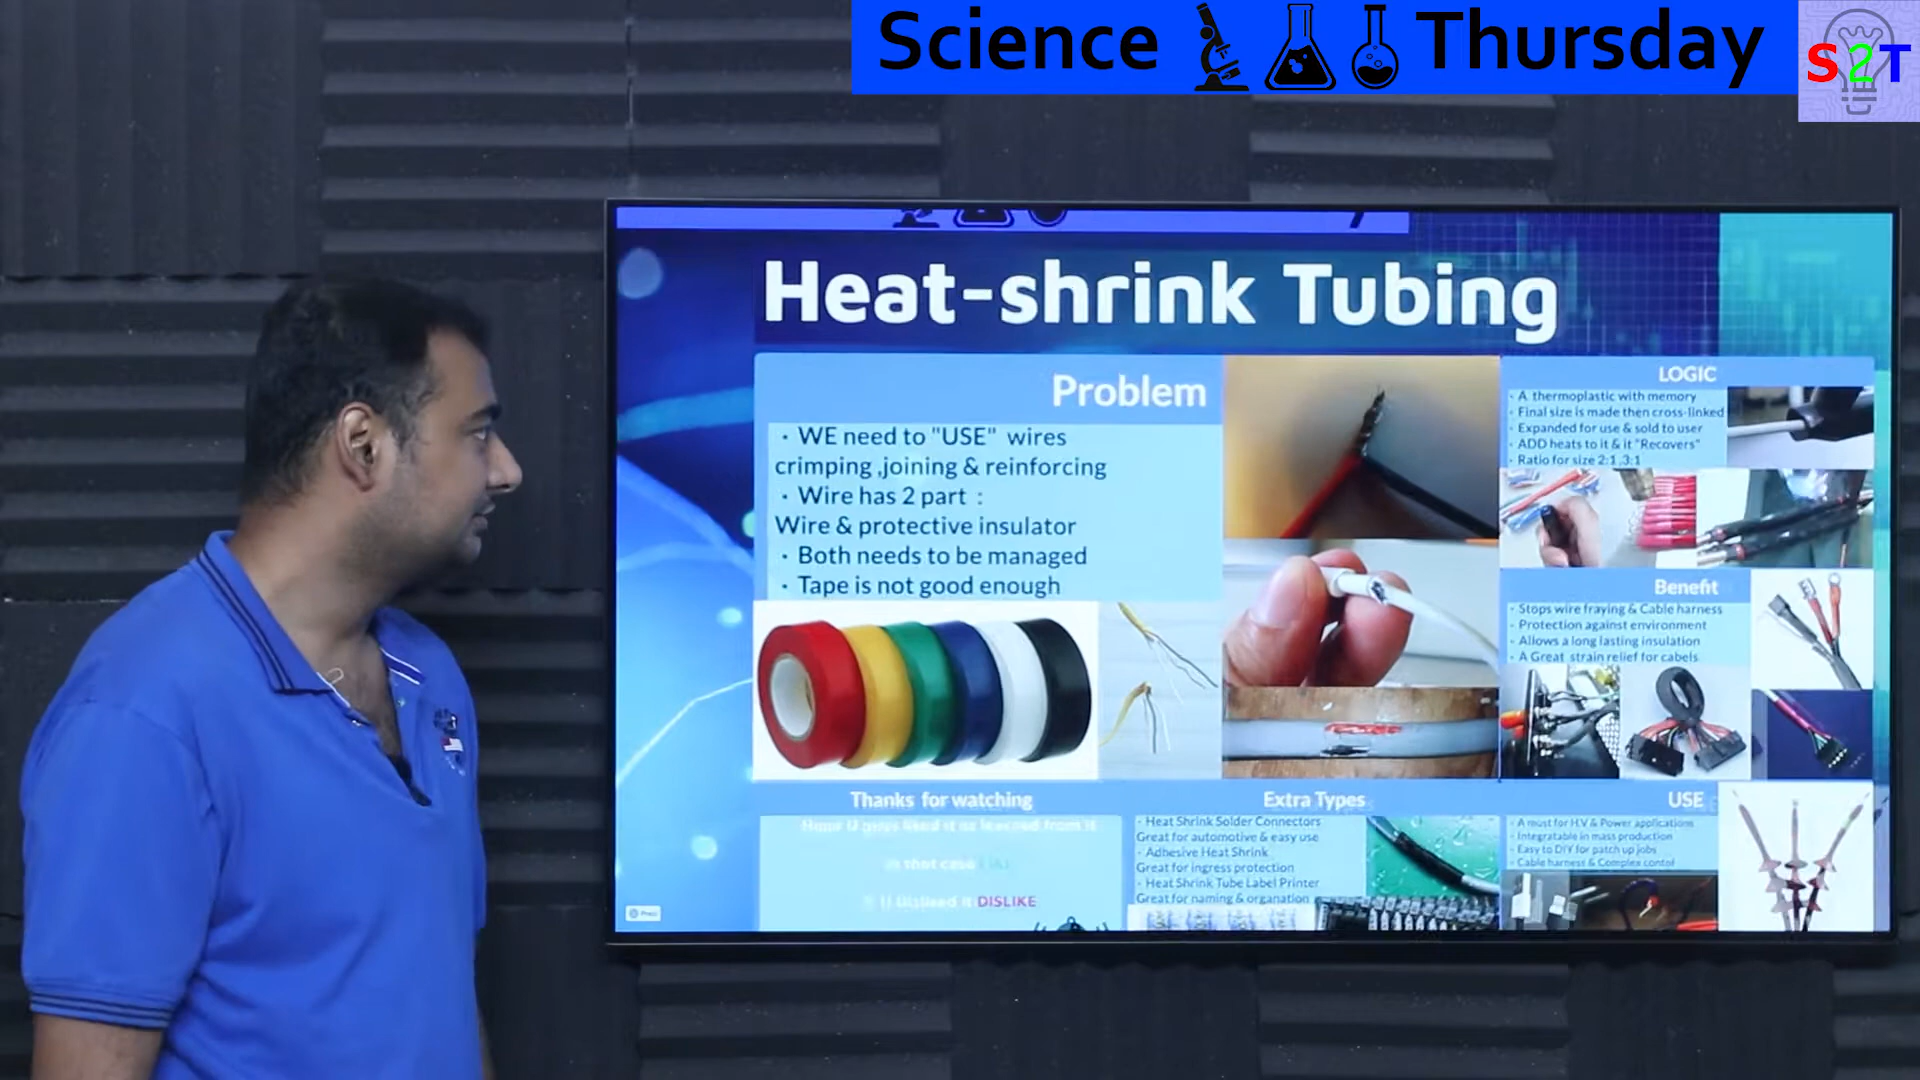 Science Thursday
S2T
Heat-shrink Tubing
Problem
· WE need to "USE" wires
crimping ,joining & reinforcing
· Wire has 2 part :
Wire & protective insulator
· Both needs to be managed
· Tape is not good enough
LOGIC
- A thermoplastic with memory
- Final size is made then cross-linked
- Expanded for use & sold to user
- ADD heats to it & it "Recovers"
- Ratio for size 2:1 ,3:1
Benefit
- Stops wire fraying & Cable harness
- Protection against environment
- Allows a long lasting insulation
- A Great strain relief for cabels
Thanks for watching
in that case LIKE
DISLIKE
Extra Types
- Heat Shrink Solder Connectors
Great for automotive & easy use
- Adhesive Heat Shrink
Great for ingress protection
- Heat Shrink Tube Label Printer
Great for naming & organation
USE
- A must for H.V & Power applications
- Integratable in mass production
- Easy to DIY for patch up jobs
- Cable harness & Complex contol
Prezi